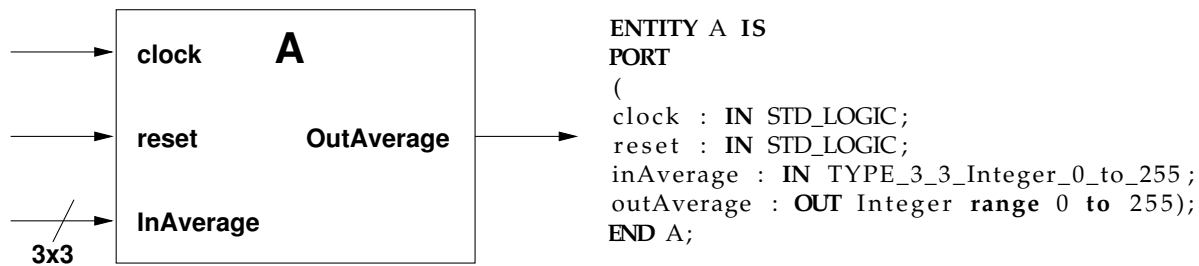 clock A
reset OutAverage
InAverage
3x3
ENTITY A IS
PORT
(
clock : IN STD_LOGIC;
reset : IN STD_LOGIC;
inAverage : IN TYPE_3_3_Integer_0_to_255;
outAverage : OUT Integer range 0 to 255);
END A;